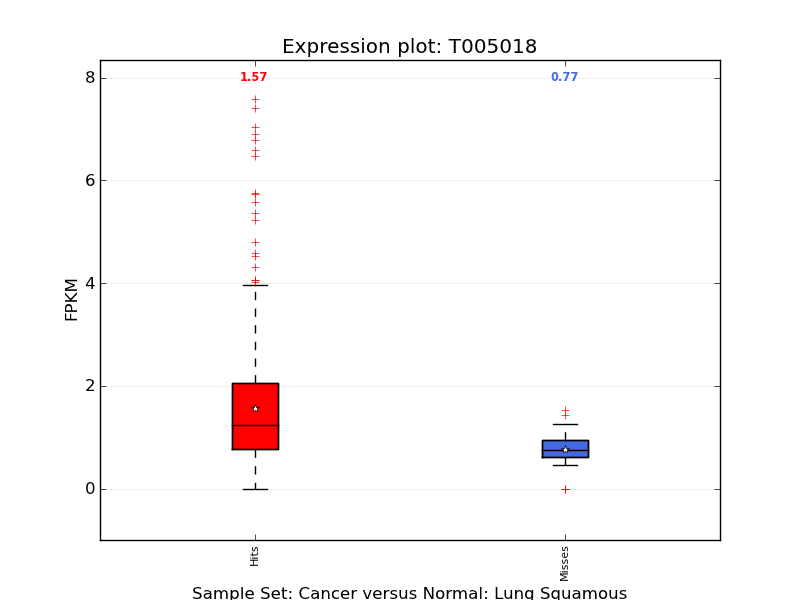 Expression plot: T005018
8
1.57
0.77
6
4
FPKM
2
0
Hits
Misses
Sample Set: Cancer versus Normal: Lung Squamous